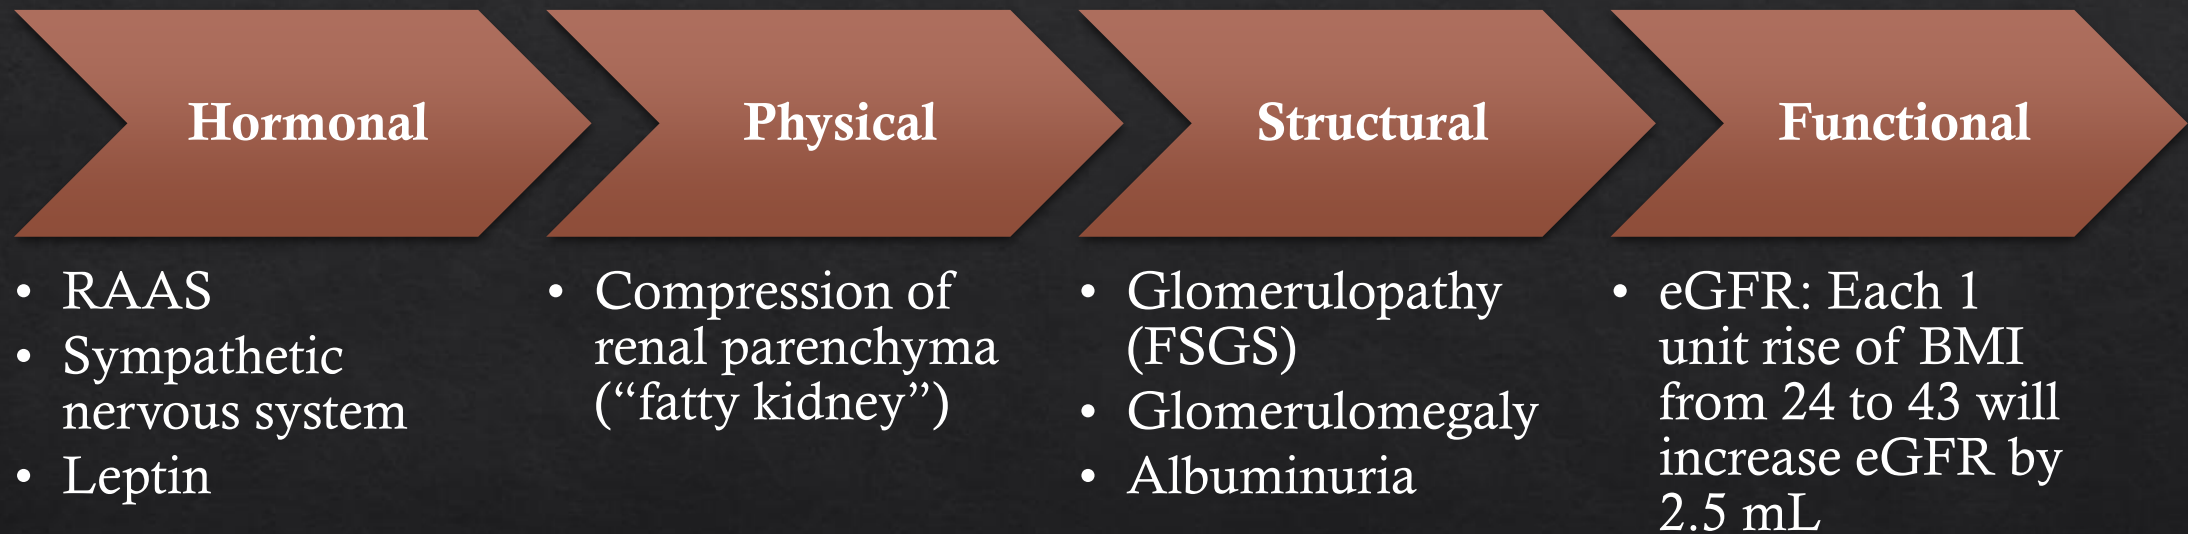 Hormonal
• RAAS
• Sympathetic
nervous system
• Leptin
Physical
• Compression of
renal parenchyma
(“fatty kidney”)
Structural
• Glomerulopathy
(FSGS)
• Glomerulomegaly
• Albuminuria
Functional
• eGFR: Each 1
unit rise of BMI
from 24 to 43 will
increase eGFR by
2.5 mL